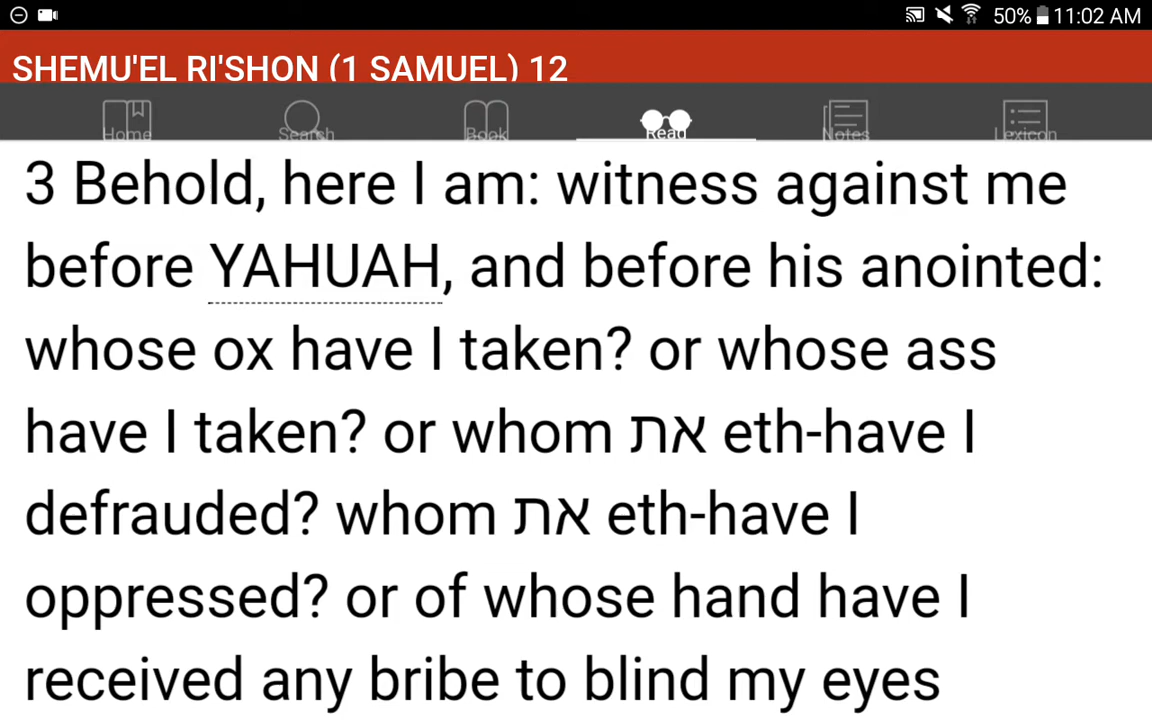 50% 11:02 AM
SHEMU'EL RI'SHON (1 SAMUEL) 12
Home Search Book Read Notes Lexicon
3 Behold, here I am: witness against me
before YAHUAH, and before his anointed:
whose ox have I taken? or whose ass
have I taken? or whom את eth-have I
defrauded? whom את eth-have I
oppressed? or of whose hand have I
received any bribe to blind my eyes